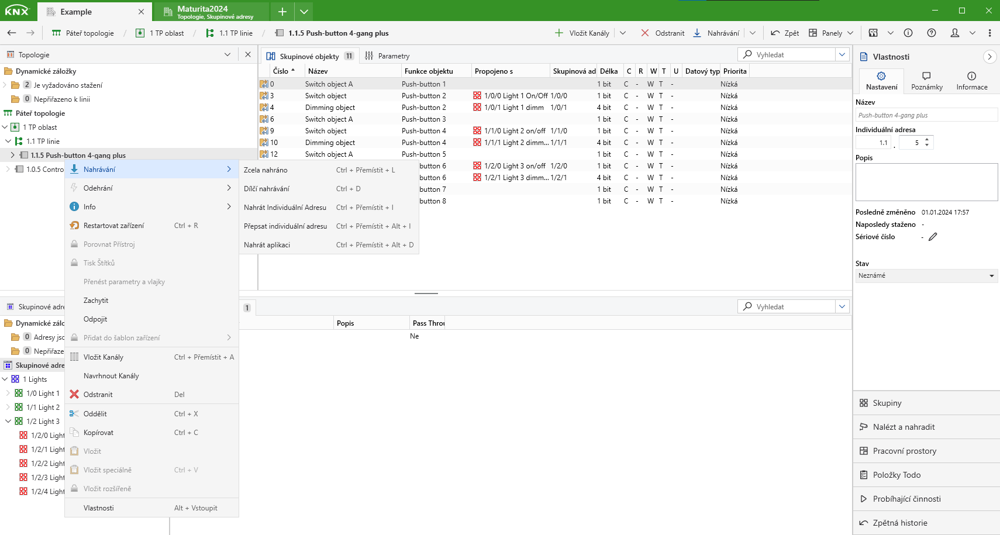 KNX
Example
Maturita2024
Topologie, Skupinové adresy
Páteř topologie / 1 TP oblast / 1.1 TP linie / 1.1.5 Push-button 4-gang plus
Vložit Kanály Odstranit Nahrávání Zpět Panely
Topologie
Dynamické záložky
2 Je vyžadováno stažení
0 Nepřiřazeno k linii
Páteř topologie
1 TP oblast
1.1 TP linie
1.1.5 Push-button 4-gang plus
1.0.5 Contro
Nahrávání
Odehrání
Info
Restartovat zařízení Ctrl + R
Porovnat Přístroj
Tisk Štítků
Přenést parametry a vlajky
Zachytit
Odpojit
Přidat do šablon zařízení
Vložit Kanály Ctrl + Přemístit + A
Navrhnout Kanály
Odstranit Del
Oddělit Ctrl + X
Kopírovat Ctrl + C
Vložit
Vložit speciálně Ctrl + V
Vložit rozšířeně
Vlastnosti Alt + Vstoupit
Zcela nahráno Ctrl + Přemístit + L
Dílčí nahrávání Ctrl + D
Nahrát Individuální Adresu Ctrl + Přemístit + I
Přepsat individuální adresu Ctrl + Přemístit + Alt + I
Nahrát aplikaci Ctrl + Přemístit + Alt + D
Skupinové objekty 11 Parametry Vyhledat
Číslo Název Funkce objektu Propojeno s Skupinová ad Délka C R W T U Datový typ Priorita
0 Switch object A Push-button 1 1 bit C - W T - Nízká
3 Switch object Push-button 2 1/0/0 Light 1 On/Off 1/0/0 1 bit C - W T - Nízká
4 Dimming object Push-button 2 1/0/1 Light 1 dimm 1/0/1 4 bit C - W T - Nízká
6 Switch object A Push-button 3 1 bit C - W T - Nízká
9 Switch object Push-button 4 1/1/0 Light 2 on/off 1/1/0 1 bit C - W T - Nízká
10 Dimming object Push-button 4 1/1/1 Light 2 dimm... 1/1/1 4 bit C - W T - Nízká
12 Switch object A Push-button 5 1 bit C - W T - Nízká
button 6 1/2/0 Light 3 on/off 1/2/0 1 bit C - W T - Nízká
button 6 1/2/1 Light 3 dimm... 1/2/1 4 bit C - W T - Nízká
button 7 1 bit C - W T - Nízká
button 8 1 bit C - W T - Nízká
Skupinové adre
Dynamické zálo
0 Adresy jsc
0 Nepřiřaze
Skupinové adre
1 Lights
1/0 Light 1
1/1 Light 2
1/2 Light 3
1/2/0 Light
1/2/1 Light
1/2/2 Light
1/2/3 Light
1/2/4 Light
1 Vyhledat
Popis Pass Throu
Ne
Vlastnosti
Nastavení Poznámky Informace
Název
Push-button 4-gang plus
Individuální adresa
1.1 . 5
Popis
Posledně změněno 01.01.2024 17:57
Naposledy staženo -
Sériové číslo -
Stav
Neznámé
Skupiny
Nalézt a nahradit
Pracovní prostory
Položky Todo
Probíhající činnosti
Zpětná historie